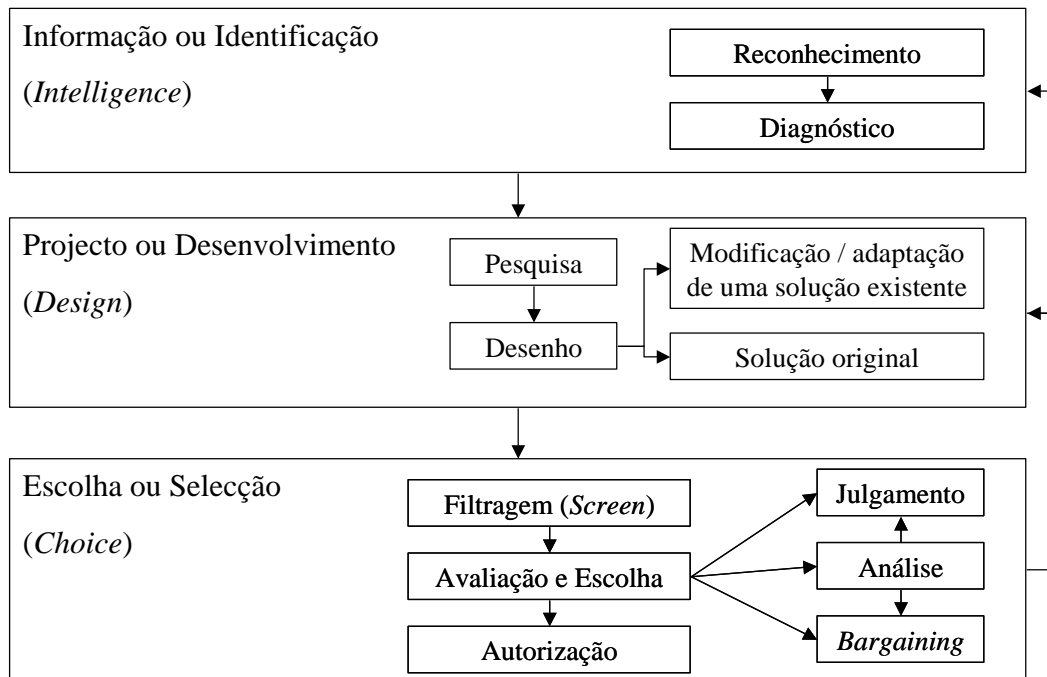 Informação ou Identificação
(Intelligence)
Reconhecimento
Diagnóstico
Projecto ou Desenvolvimento
(Design)
Pesquisa
Desenho
Modificação / adaptação
de uma solução existente
Solução original
Escolha ou Selecção
(Choice)
Filtragem (Screen)
Avaliação e Escolha
Autorização
Julgamento
Análise
Bargaining